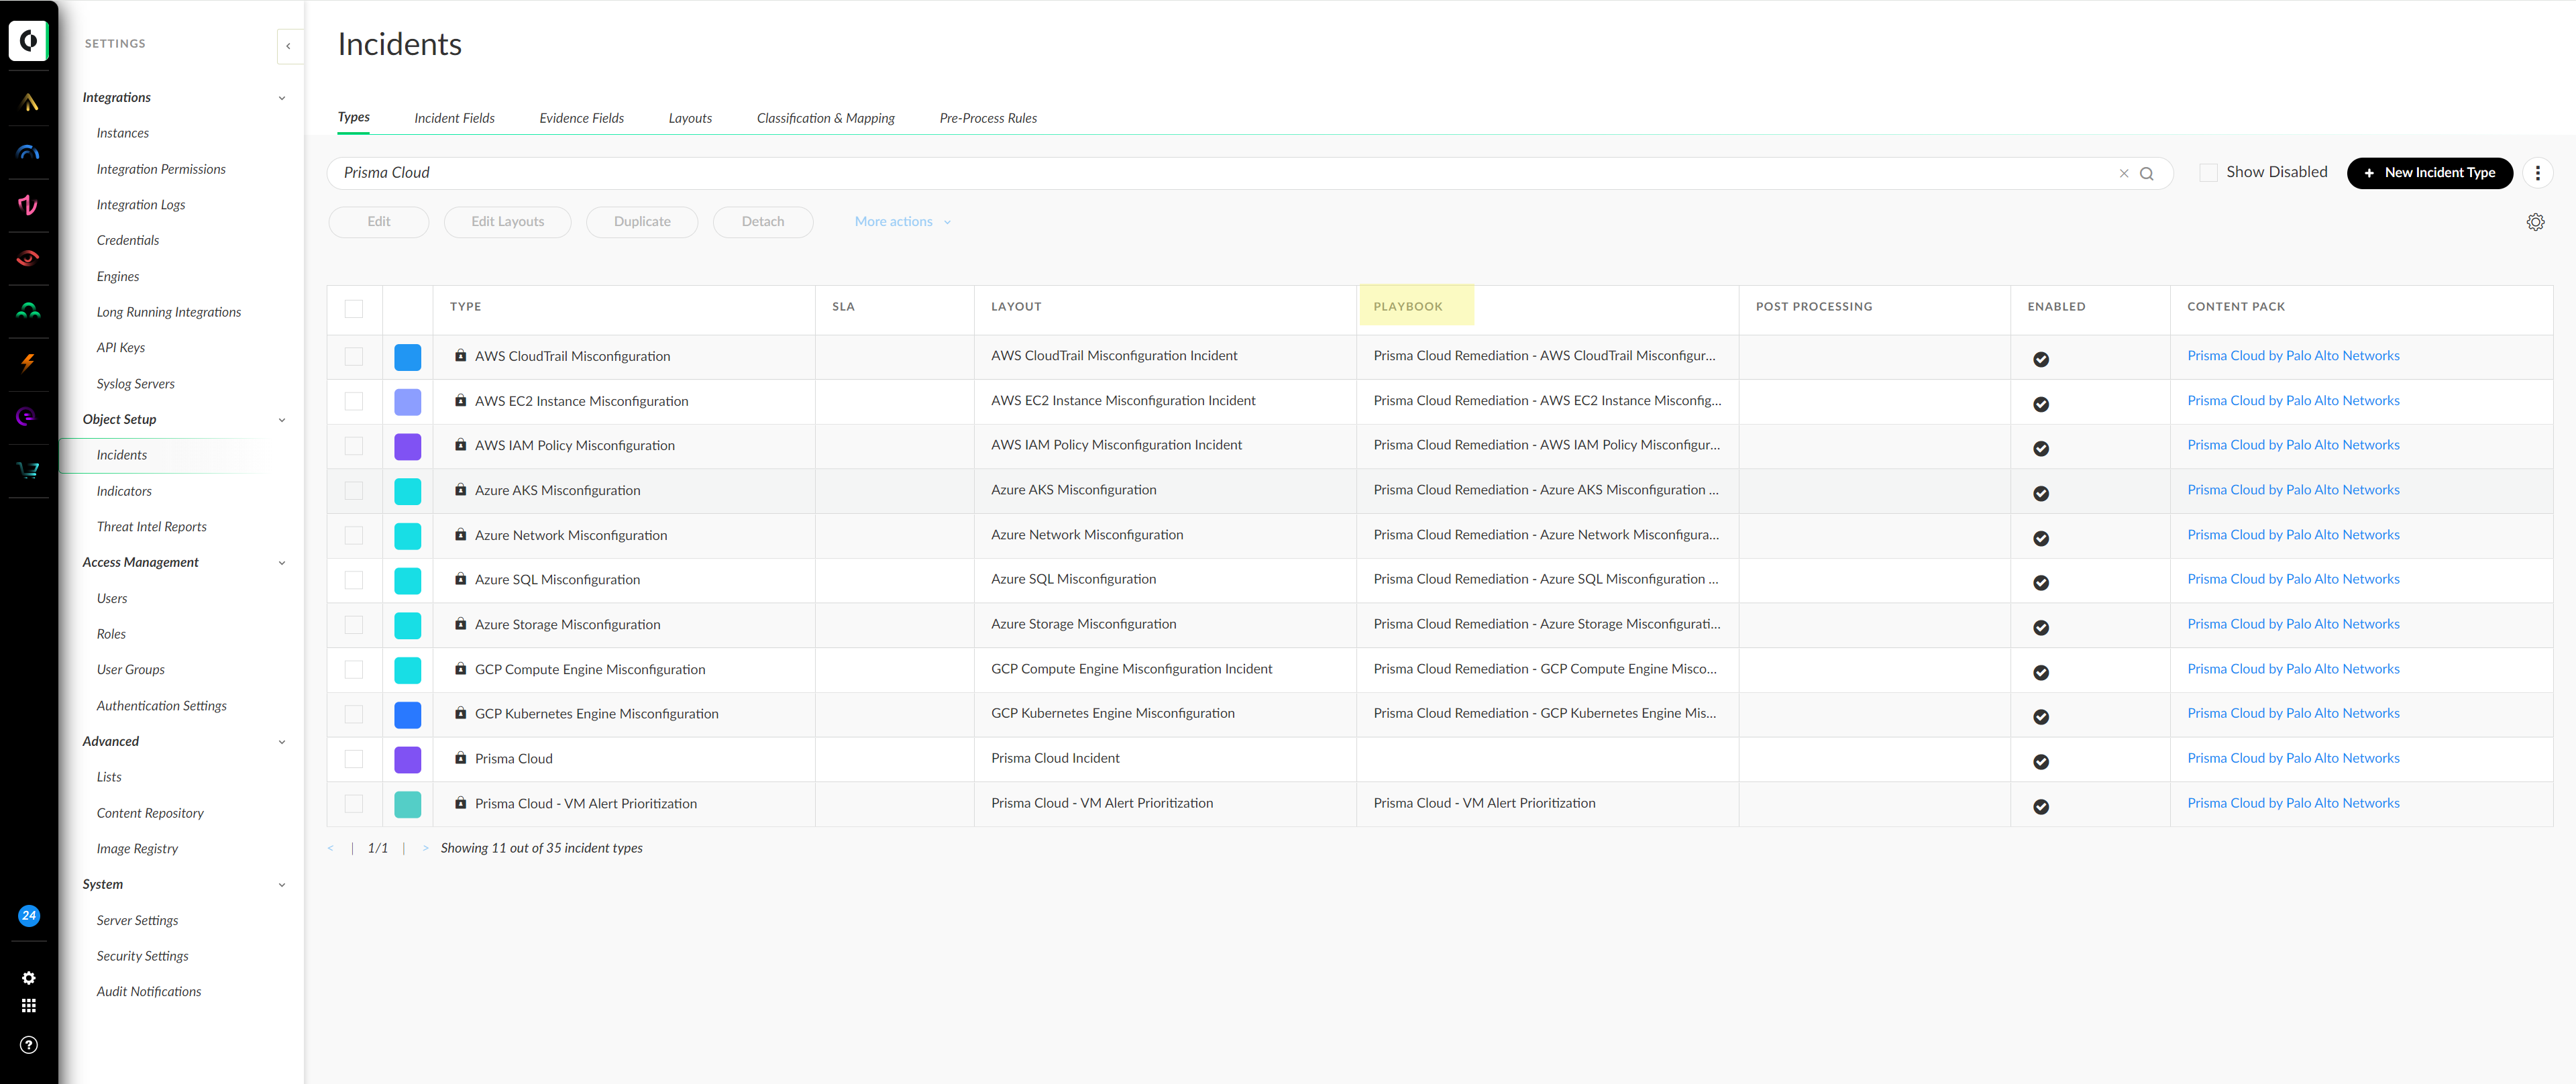 SETTINGS
Integrations
Instances
Integration Permissions
Integration Logs
Credentials
Engines
Long Running Integrations
API Keys
Syslog Servers
Object Setup
Incidents
Indicators
Threat Intel Reports
Access Management
Users
Roles
User Groups
Authentication Settings
Advanced
Lists
Content Repository
Image Registry
System
Server Settings
Security Settings
Audit Notifications
24
Incidents
Types Incident Fields Evidence Fields Layouts Classification & Mapping Pre-Process Rules
Prisma Cloud Show Disabled + New Incident Type
Edit Edit Layouts Duplicate Detach More actions
TYPE SLA LAYOUT PLAYBOOK POST PROCESSING ENABLED CONTENT PACK
AWS CloudTrail Misconfiguration AWS CloudTrail Misconfiguration Incident Prisma Cloud Remediation - AWS CloudTrail Misconfigur... Prisma Cloud by Palo Alto Networks
AWS EC2 Instance Misconfiguration AWS EC2 Instance Misconfiguration Incident Prisma Cloud Remediation - AWS EC2 Instance Misconfig... Prisma Cloud by Palo Alto Networks
AWS IAM Policy Misconfiguration AWS IAM Policy Misconfiguration Incident Prisma Cloud Remediation - AWS IAM Policy Misconfigur... Prisma Cloud by Palo Alto Networks
Azure AKS Misconfiguration Azure AKS Misconfiguration Prisma Cloud Remediation - Azure AKS Misconfiguration ... Prisma Cloud by Palo Alto Networks
Azure Network Misconfiguration Azure Network Misconfiguration Prisma Cloud Remediation - Azure Network Misconfigura... Prisma Cloud by Palo Alto Networks
Azure SQL Misconfiguration Azure SQL Misconfiguration Prisma Cloud Remediation - Azure SQL Misconfiguration ... Prisma Cloud by Palo Alto Networks
Azure Storage Misconfiguration Azure Storage Misconfiguration Prisma Cloud Remediation - Azure Storage Misconfigurati... Prisma Cloud by Palo Alto Networks
GCP Compute Engine Misconfiguration GCP Compute Engine Misconfiguration Incident Prisma Cloud Remediation - GCP Compute Engine Misco... Prisma Cloud by Palo Alto Networks
GCP Kubernetes Engine Misconfiguration GCP Kubernetes Engine Misconfiguration Prisma Cloud Remediation - GCP Kubernetes Engine Mis... Prisma Cloud by Palo Alto Networks
Prisma Cloud Prisma Cloud Incident Prisma Cloud by Palo Alto Networks
Prisma Cloud - VM Alert Prioritization Prisma Cloud - VM Alert Prioritization Prisma Cloud - VM Alert Prioritization Prisma Cloud by Palo Alto Networks
< | 1/1 | > Showing 11 out of 35 incident types